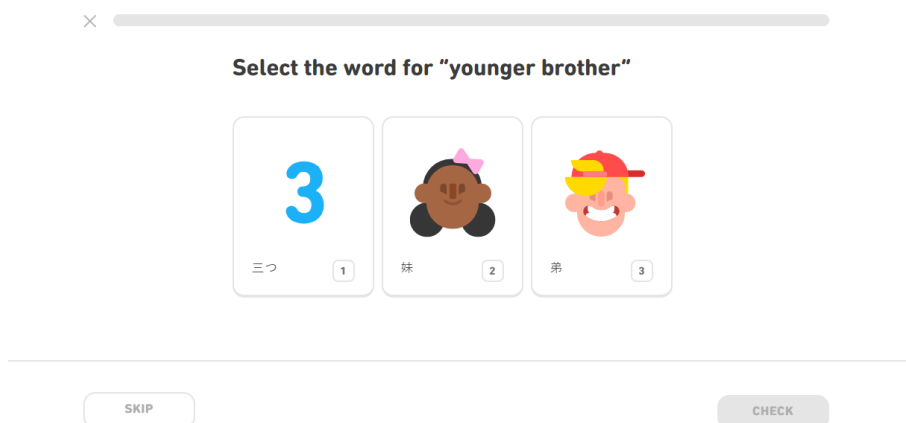 Select the word for “younger brother“
3
三つ 1
妹 2
弟 3
SKIP
CHECK